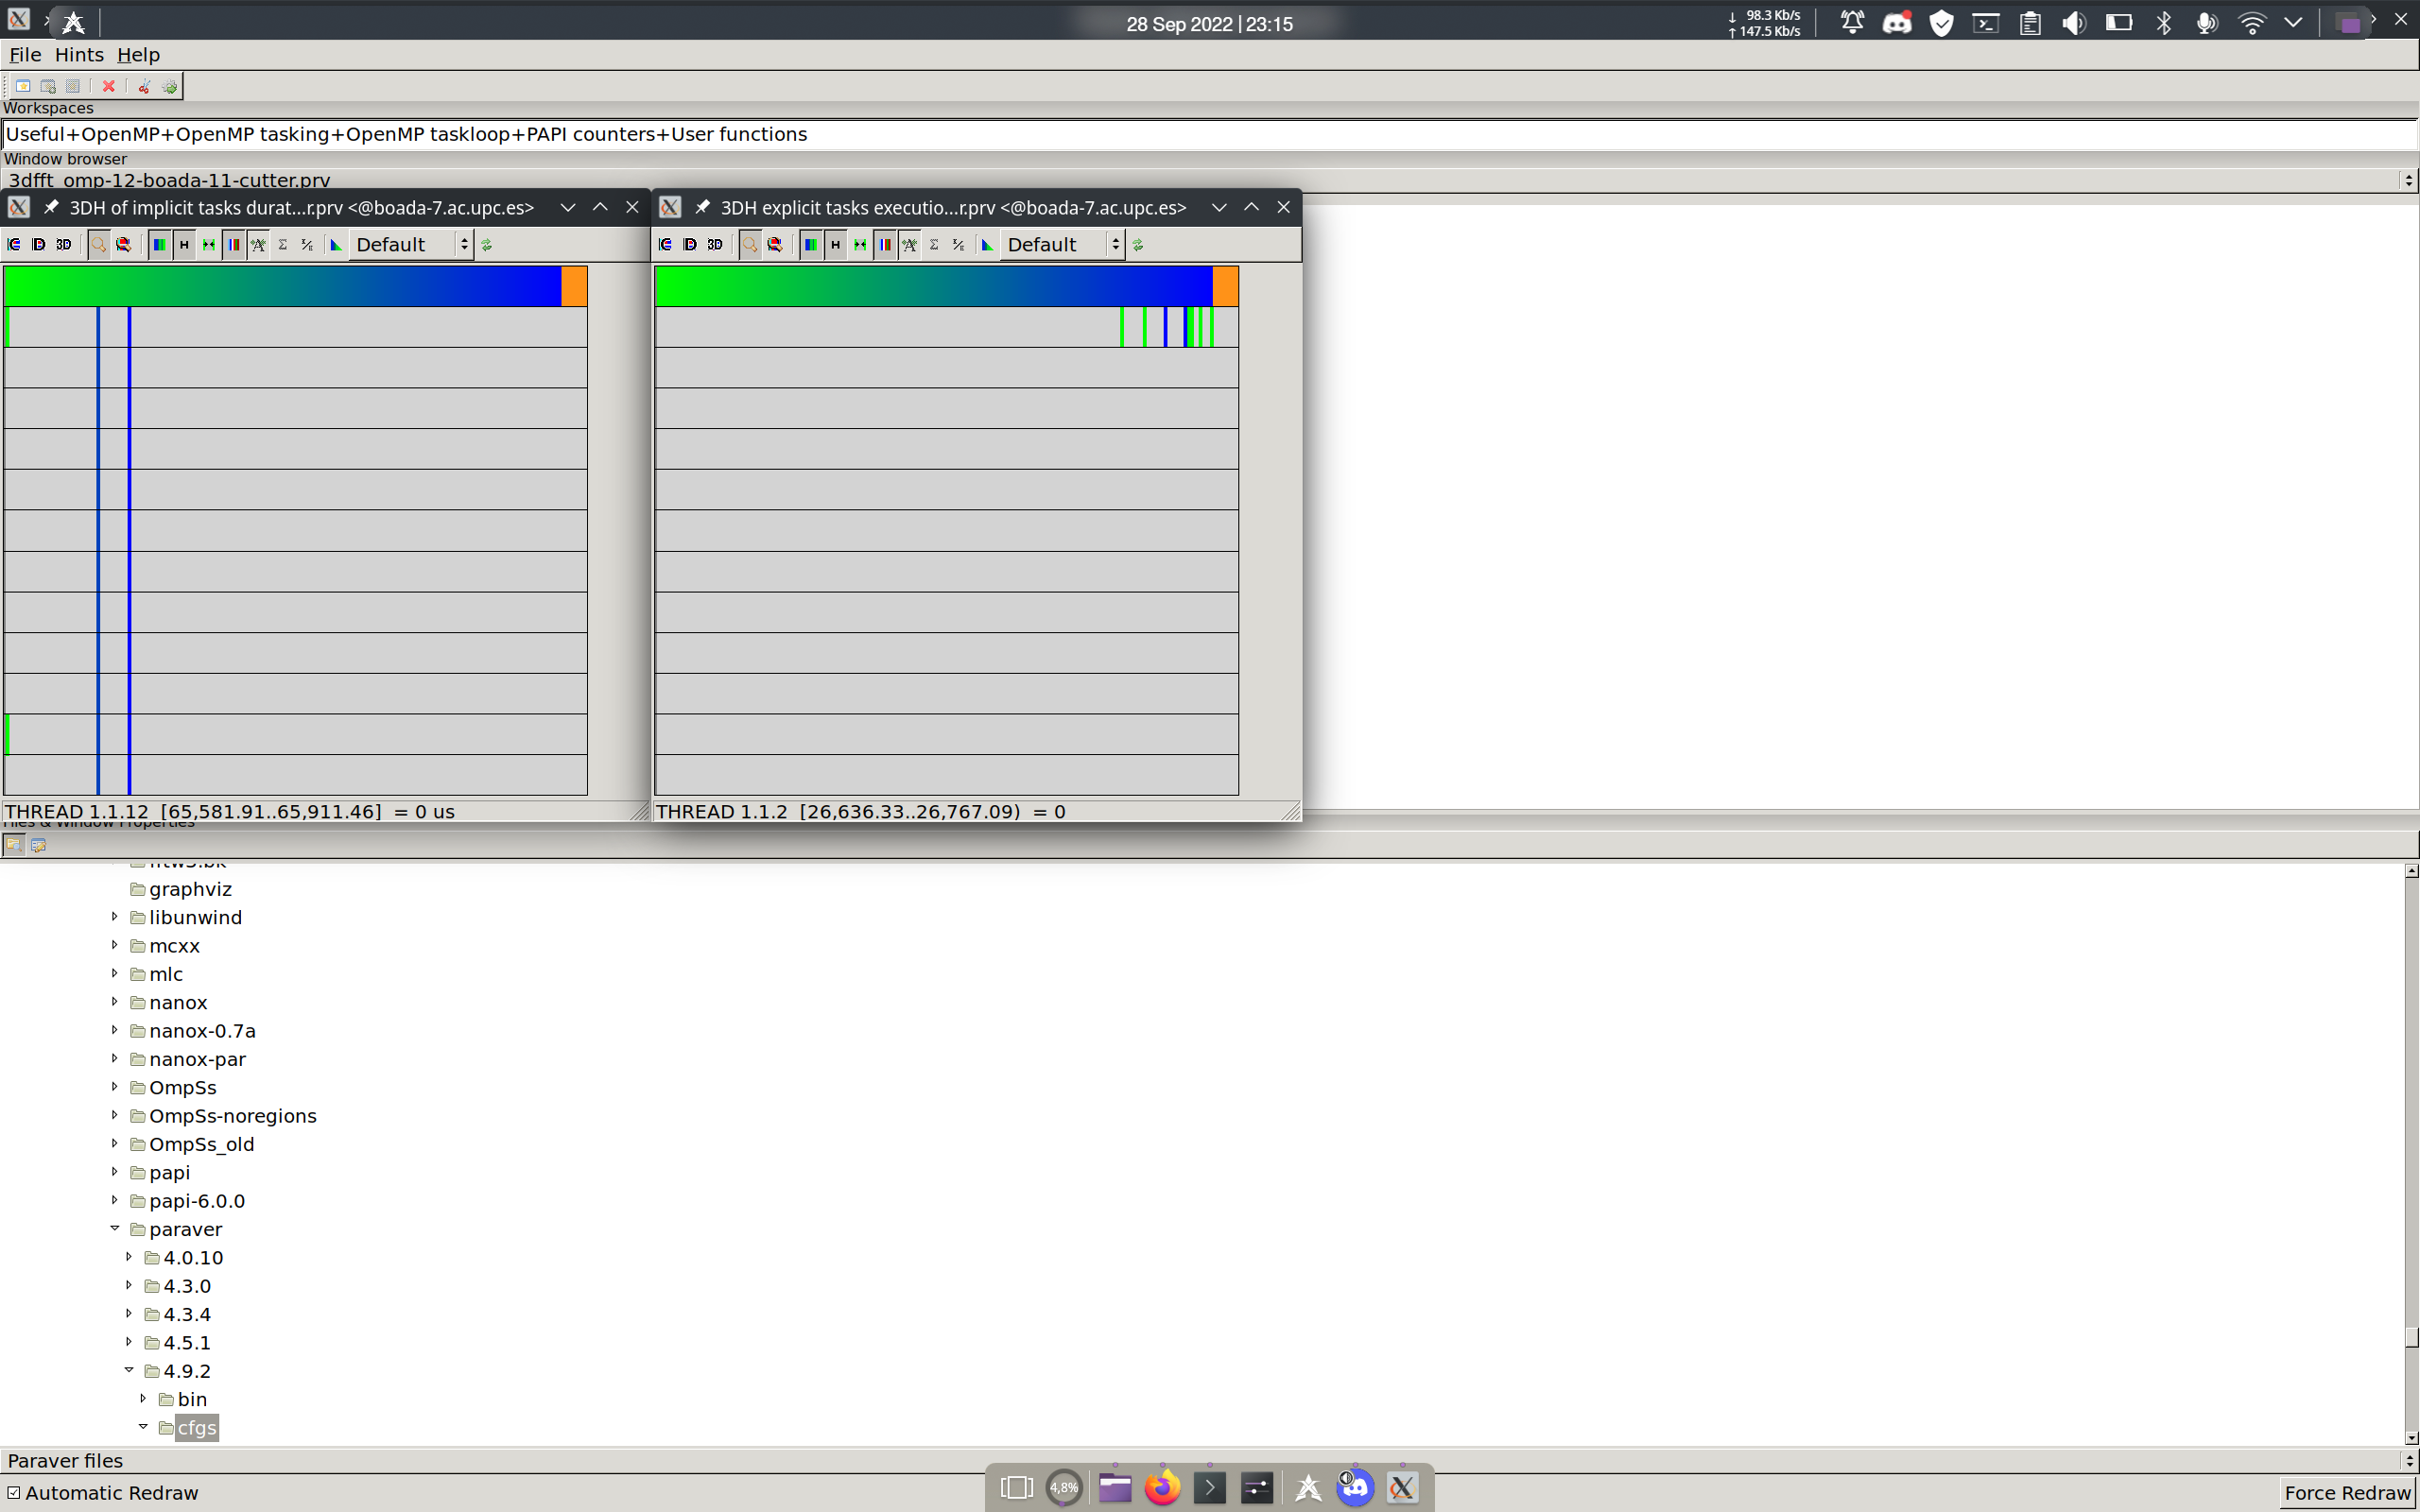 28 Sep 2022 | 23:15
↓ 98.3 Kb/s
↑ 147.5 Kb/s
File Hints Help
Workspaces
Useful+OpenMP+OpenMP tasking+OpenMP taskloop+PAPI counters+User functions
Window browser
3dfft_omp-12-boada-11-cutter.prv
3DH of implicit tasks durat...r.prv <@boada-7.ac.upc.es>
3D
Default
THREAD 1.1.12 [65,581.91..65,911.46] = 0 us
3DH explicit tasks executio...r.prv <@boada-7.ac.upc.es>
3D
Default
THREAD 1.1.2 [26,636.33..26,767.09) = 0
Files & Window Properties
fftw3.bk
graphviz
libunwind
mcxx
mlc
nanox
nanox-0.7a
nanox-par
OmpSs
OmpSs-noregions
OmpSs_old
papi
papi-6.0.0
paraver
4.0.10
4.3.0
4.3.4
4.5.1
4.9.2
bin
cfgs
Paraver files
4,8%
Automatic Redraw
Force Redraw